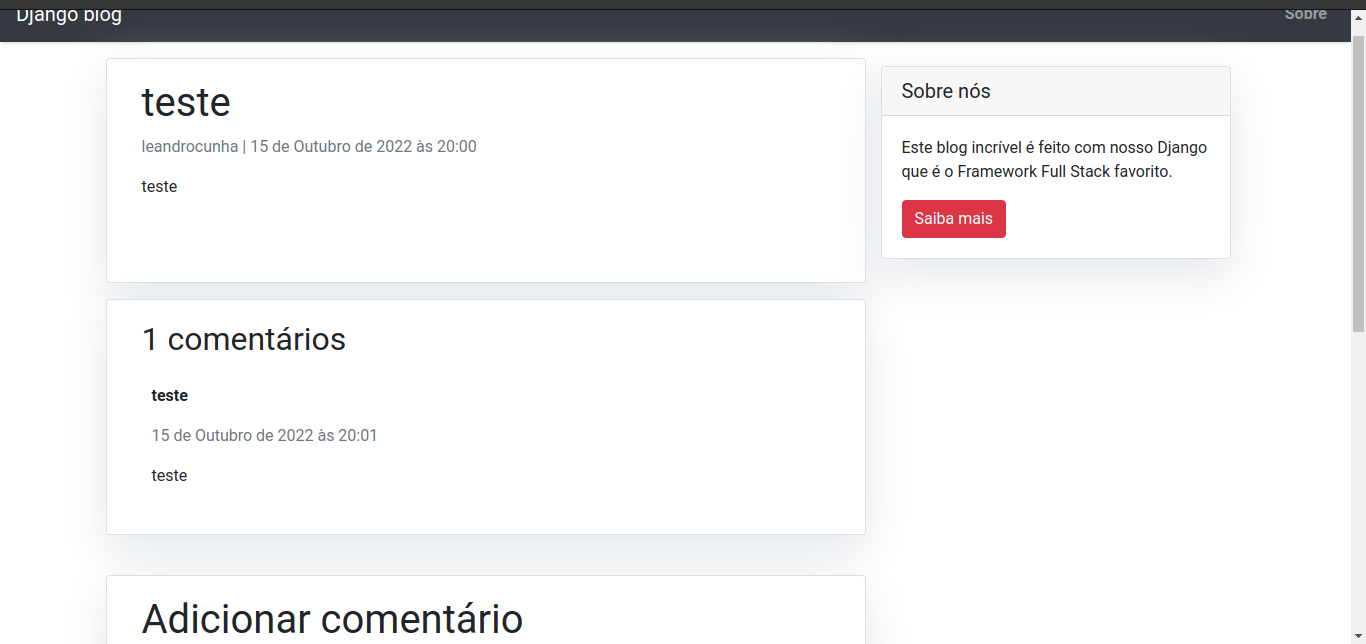 Django blog
Sobre
teste
leandrocunha | 15 de Outubro de 2022 às 20:00
teste
1 comentários
teste
15 de Outubro de 2022 às 20:01
teste
Adicionar comentário
Sobre nós
Este blog incrível é feito com nosso Django
que é o Framework Full Stack favorito.
Saiba mais